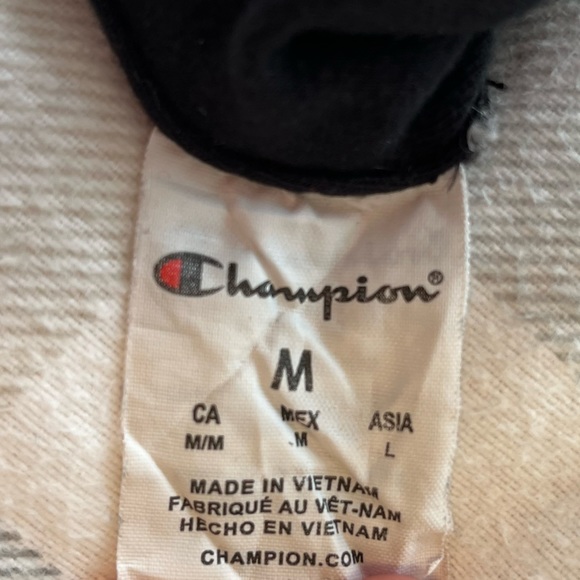 Champion®
M
CA MEX ASIA
M/M M L
MADE IN VIETNAM
FABRIQUÉ AU VIÊT-NAM
HECHO EN VIETNAM
CHAMPION.COM